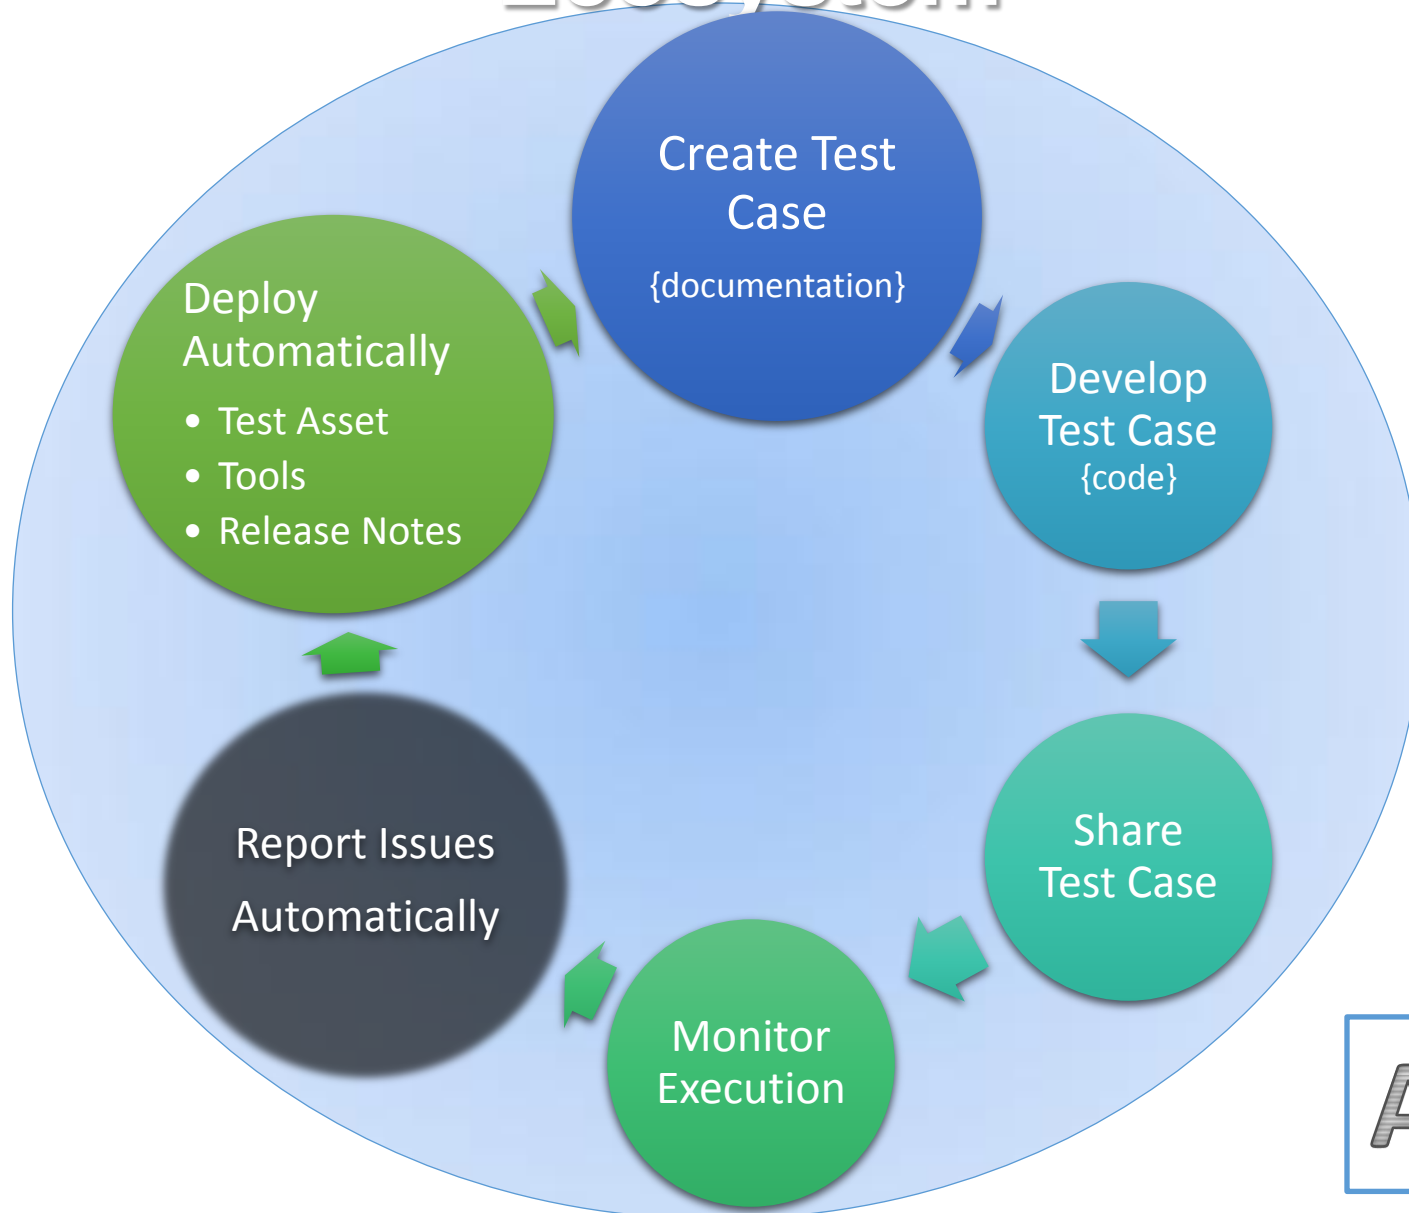 Ecosystem
Create Test
Case
{documentation}
Develop
Test Case
{code}
Share
Test Case
Monitor
Execution
Report Issues
Automatically
Deploy
Automatically
• Test Asset
• Tools
• Release Notes
A